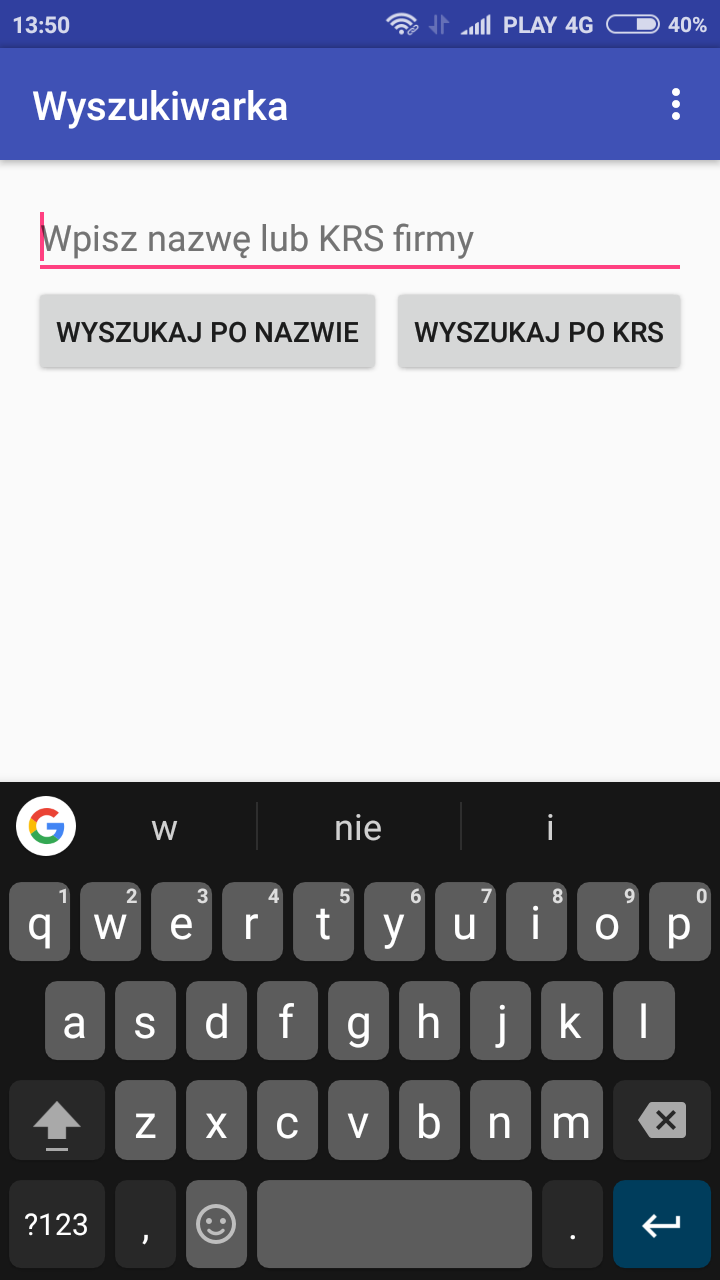 13:50 PLAY 4G 40%
Wyszukiwarka
Wpisz nazwę lub KRS firmy
WYSZUKAJ PO NAZWIE WYSZUKAJ PO KRS
G w nie i
1 2 3 4 5 6 7 8 9 0
q w e r t y u i o p
a s d f g h j k l
z x c v b n m
?123 , .